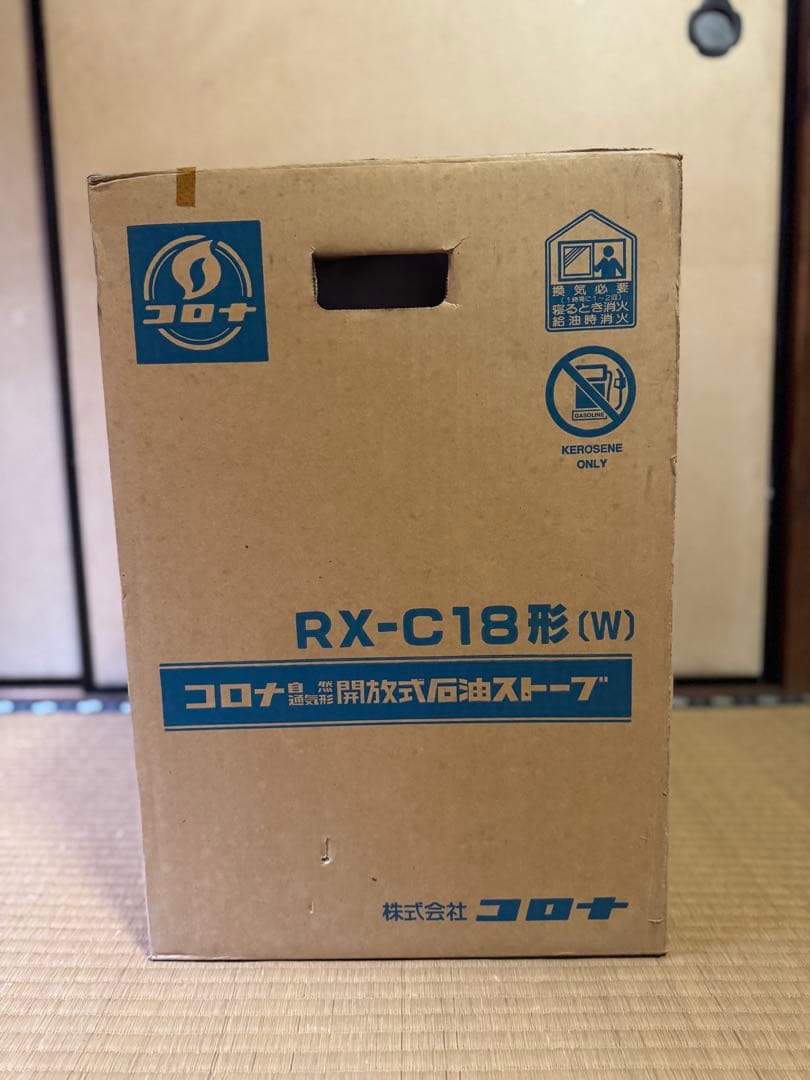 コロナ
換気必要
(1時間に1~2回)
寝るとき消火
給油時消火
GASOLINE
KEROSENE
ONLY
RX-C18形(W)
コロナ自然通気形開放式石油ストーブ
株式会社コロナ